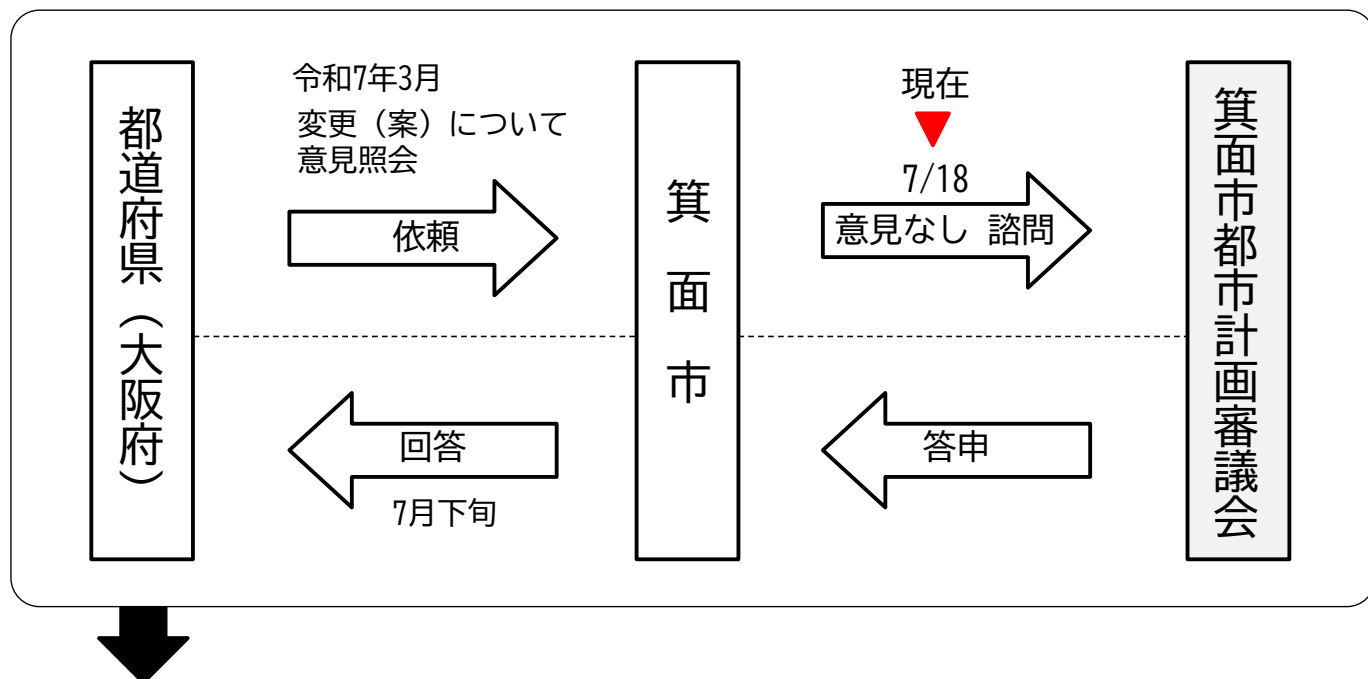 都道府県（大阪府）
令和7年3月
変更（案）について
意見照会
依頼
箕面市
現在
7/18
意見なし 諮問
箕面市都市計画審議会
回答
7月下旬
答申